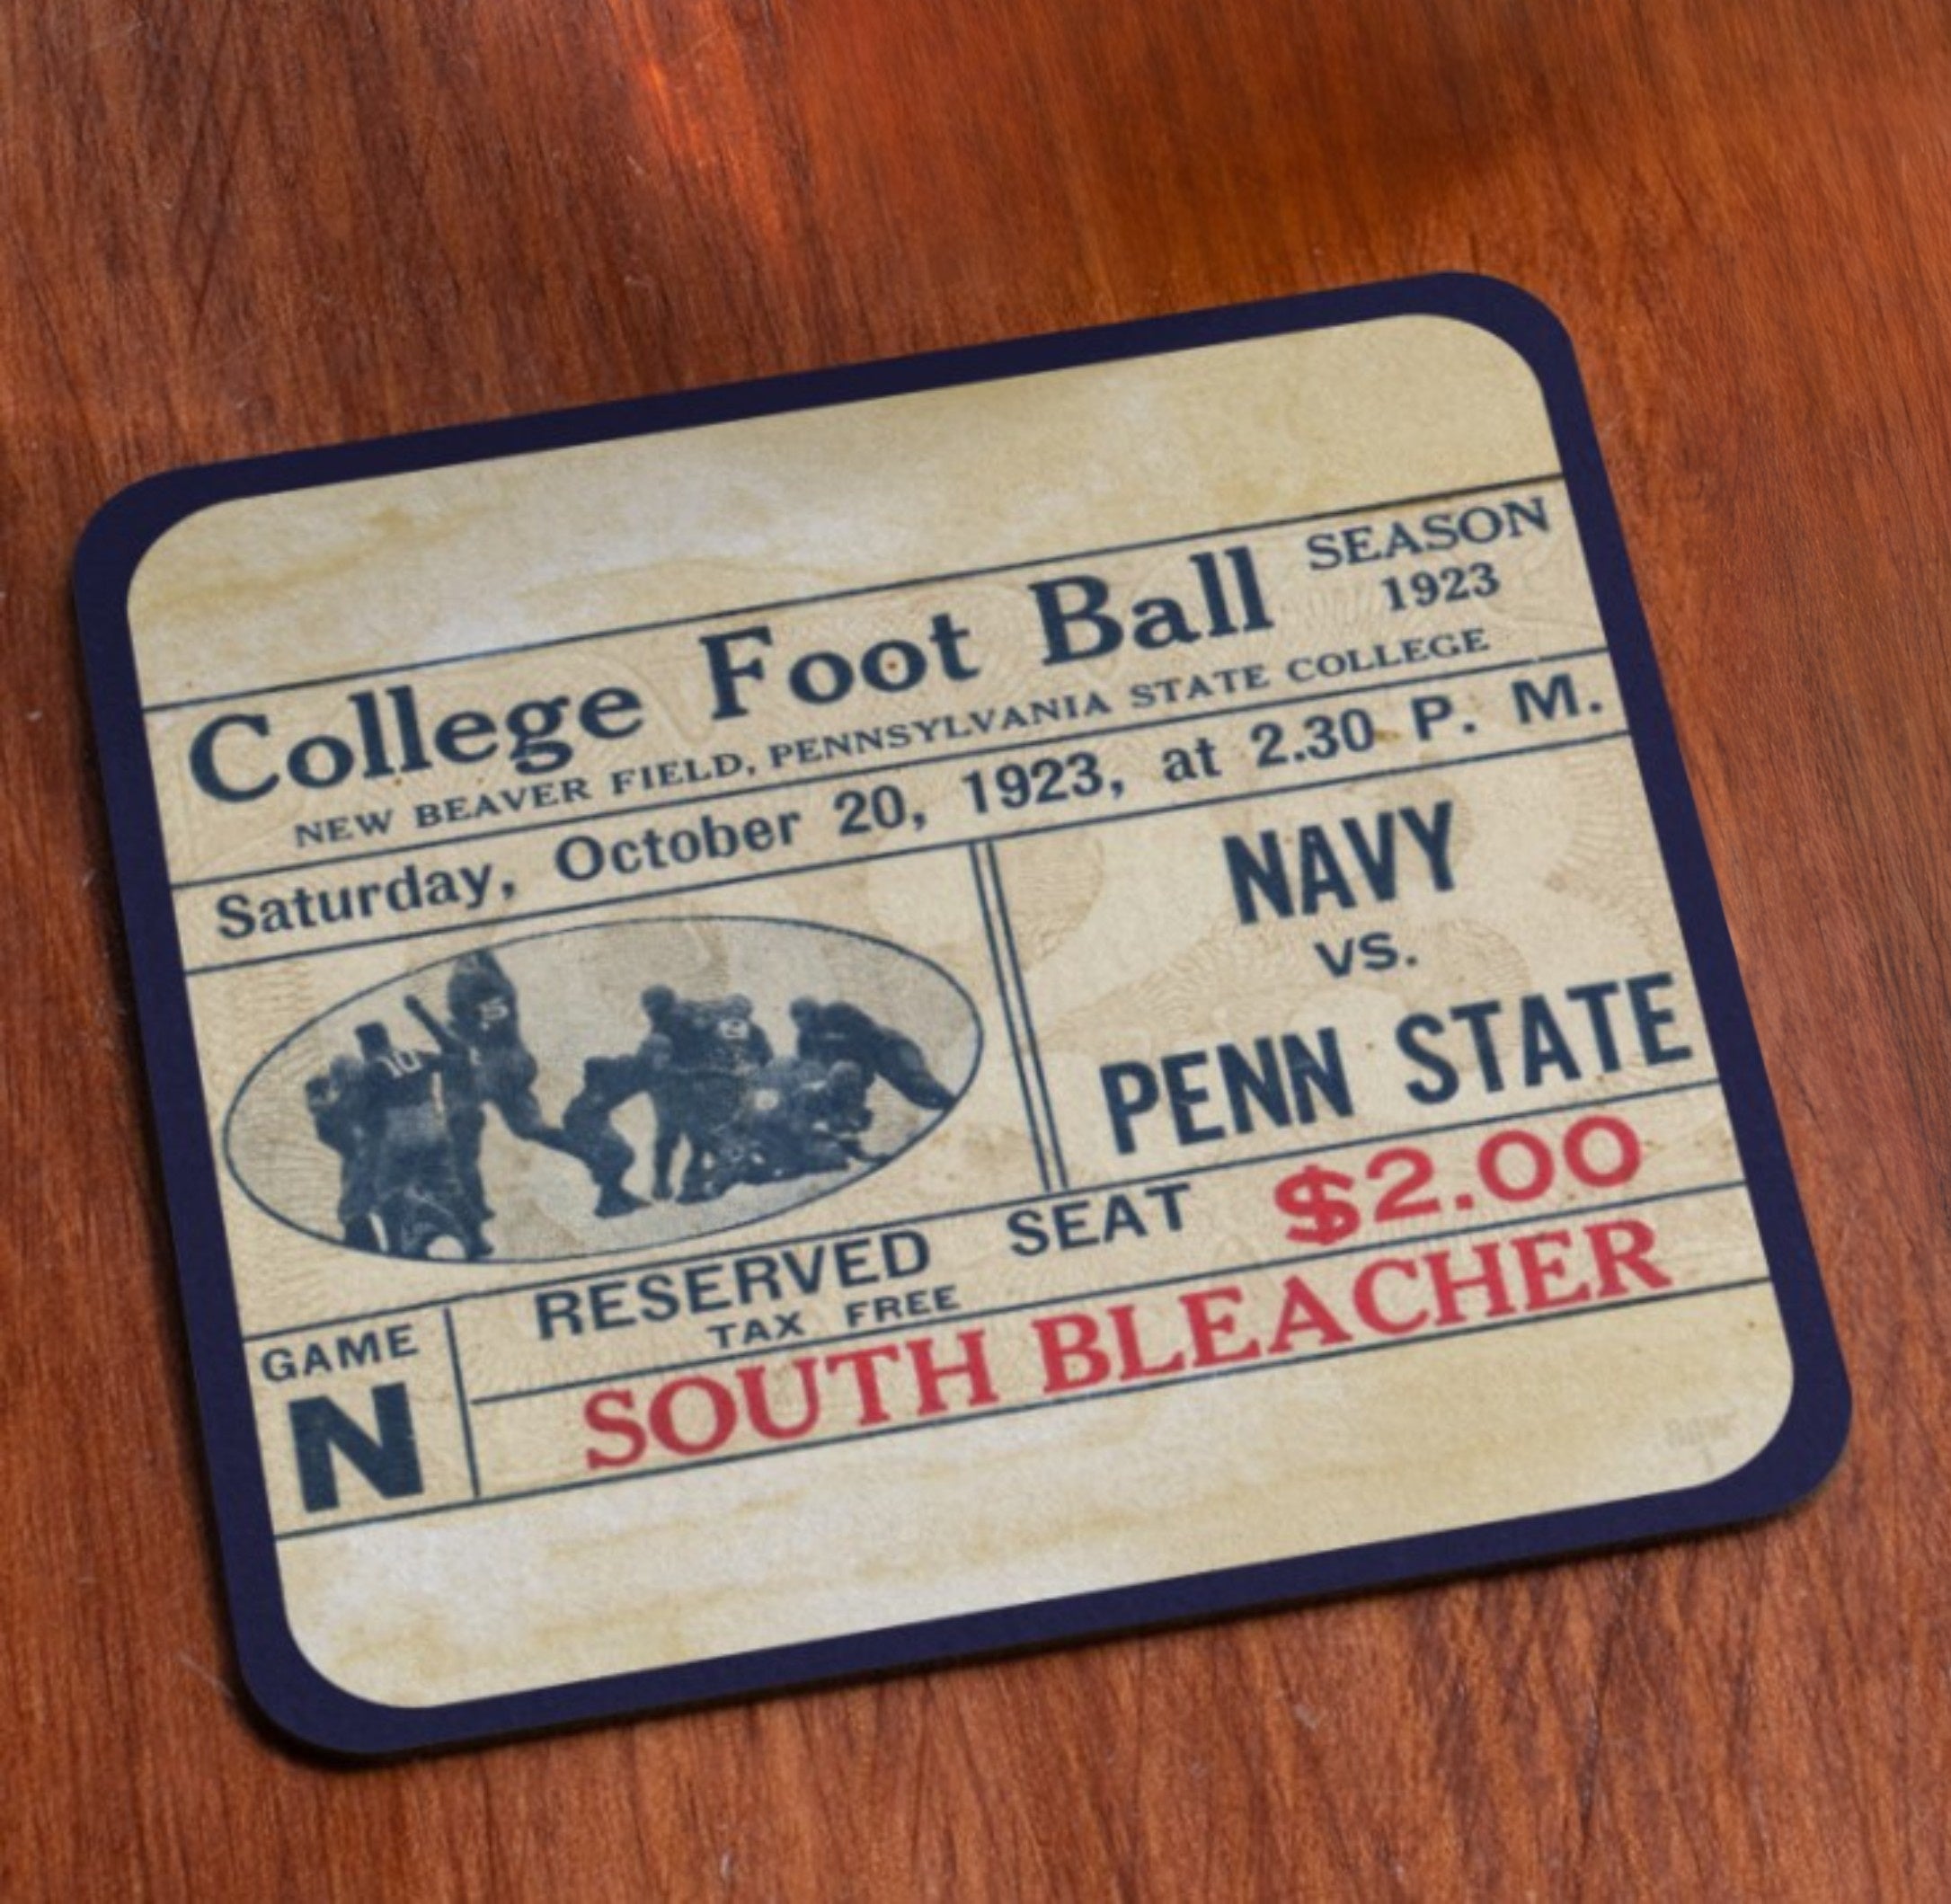 College Foot Ball SEASON 1923
NEW BEAVER FIELD, PENNSYLVANIA STATE COLLEGE
Saturday, October 20, 1923, at 2.30 P. M.
10
NAVY
VS.
PENN STATE
RESERVED SEAT $2.00
TAX FREE
GAME
N
SOUTH BLEACHER